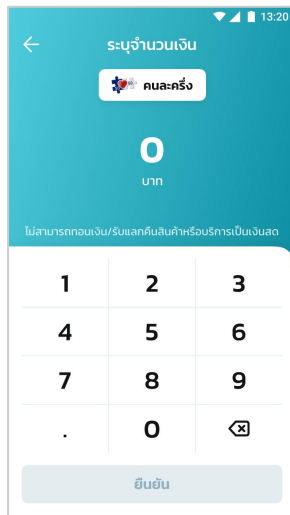 13:20
ระบุจำนวนเงิน
คนละครึ่ง
0
บาท
ไม่สามารถทอนเงิน/รับแลกคืนสินค้าหรือบริการเป็นเงินสด
1 2 3
4 5 6
7 8 9
. 0
ยืนยัน